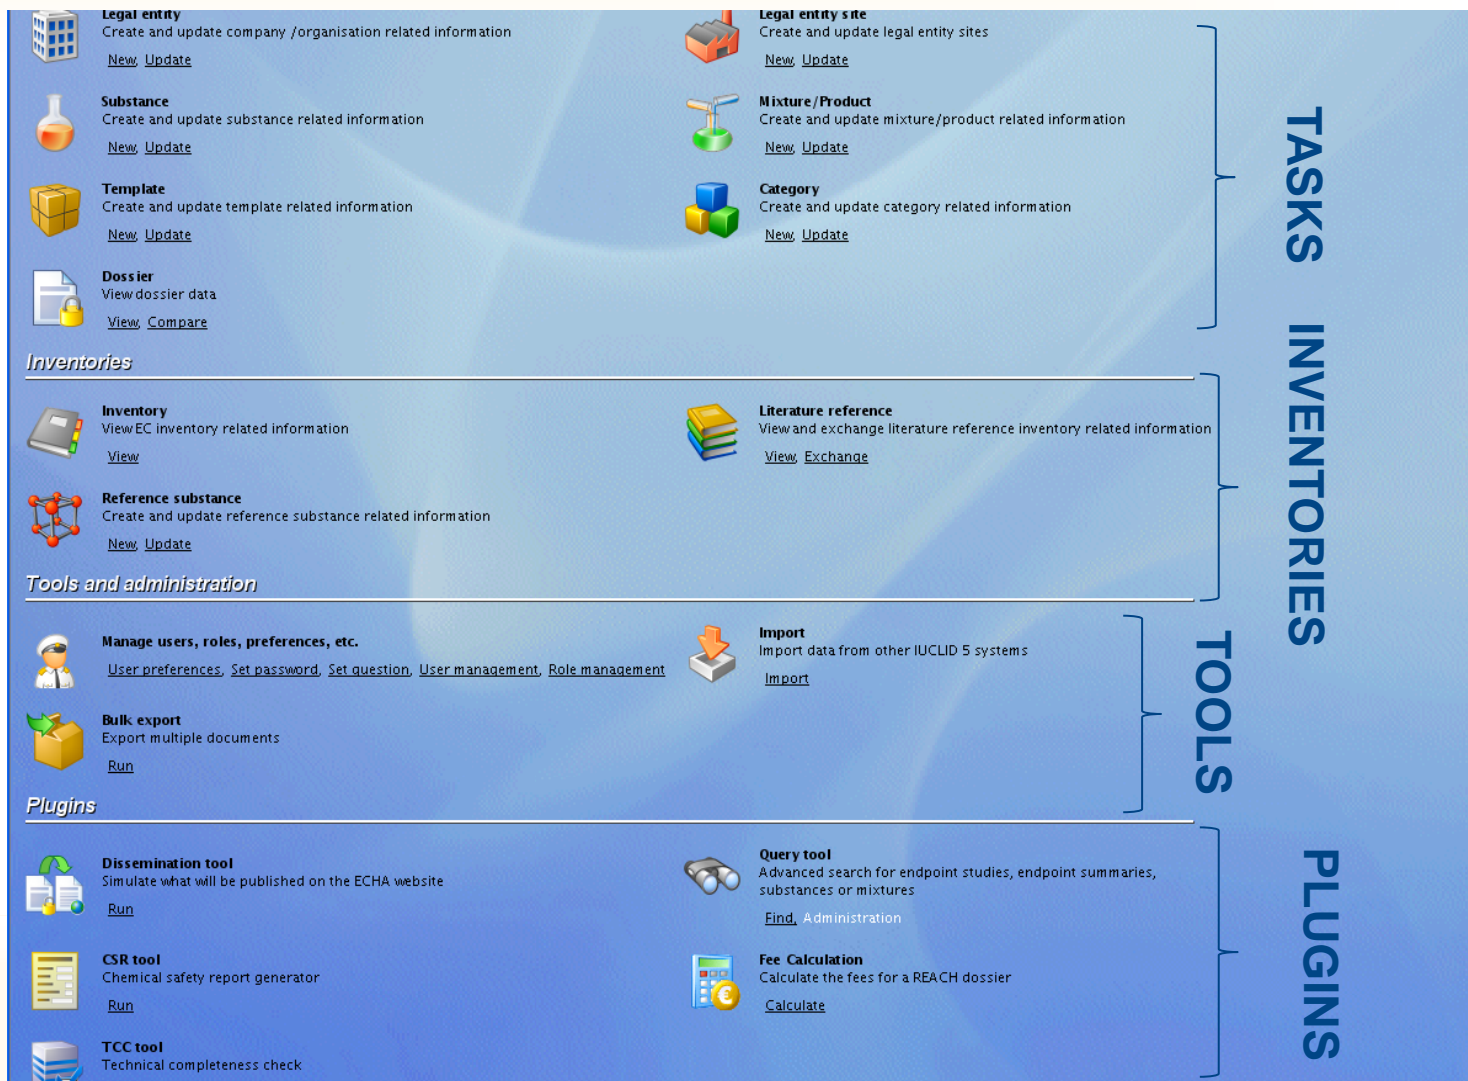 Legal entity
Create and update company /organisation related information
New, Update
Legal entity site
Create and update legal entity sites
New, Update
Substance
Create and update substance related information
New, Update
Mixture/Product
Create and update mixture/product related information
New, Update
Template
Create and update template related information
New, Update
Category
Create and update category related information
New, Update
Dossier
View dossier data
View, Compare
TASKS
Inventories
Inventory
View EC inventory related information
View
Literature reference
View and exchange literature reference inventory related information
View, Exchange
Reference substance
Create and update reference substance related information
New, Update
INVENTORIES
Tools and administration
Manage users, roles, preferences, etc.
User preferences, Set password, Set question, User management, Role management
Import
Import data from other IUCLID 5 systems
Import
Bulk export
Export multiple documents
Run
TOOLS
Plugins
Dissemination tool
Simulate what will be published on the ECHA website
Run
Query tool
Advanced search for endpoint studies, endpoint summaries,
substances or mixtures
Find, Administration
CSR tool
Chemical safety report generator
Run
Fee Calculation
Calculate the fees for a REACH dossier
Calculate
TCC tool
Technical completeness check
PLUGINS